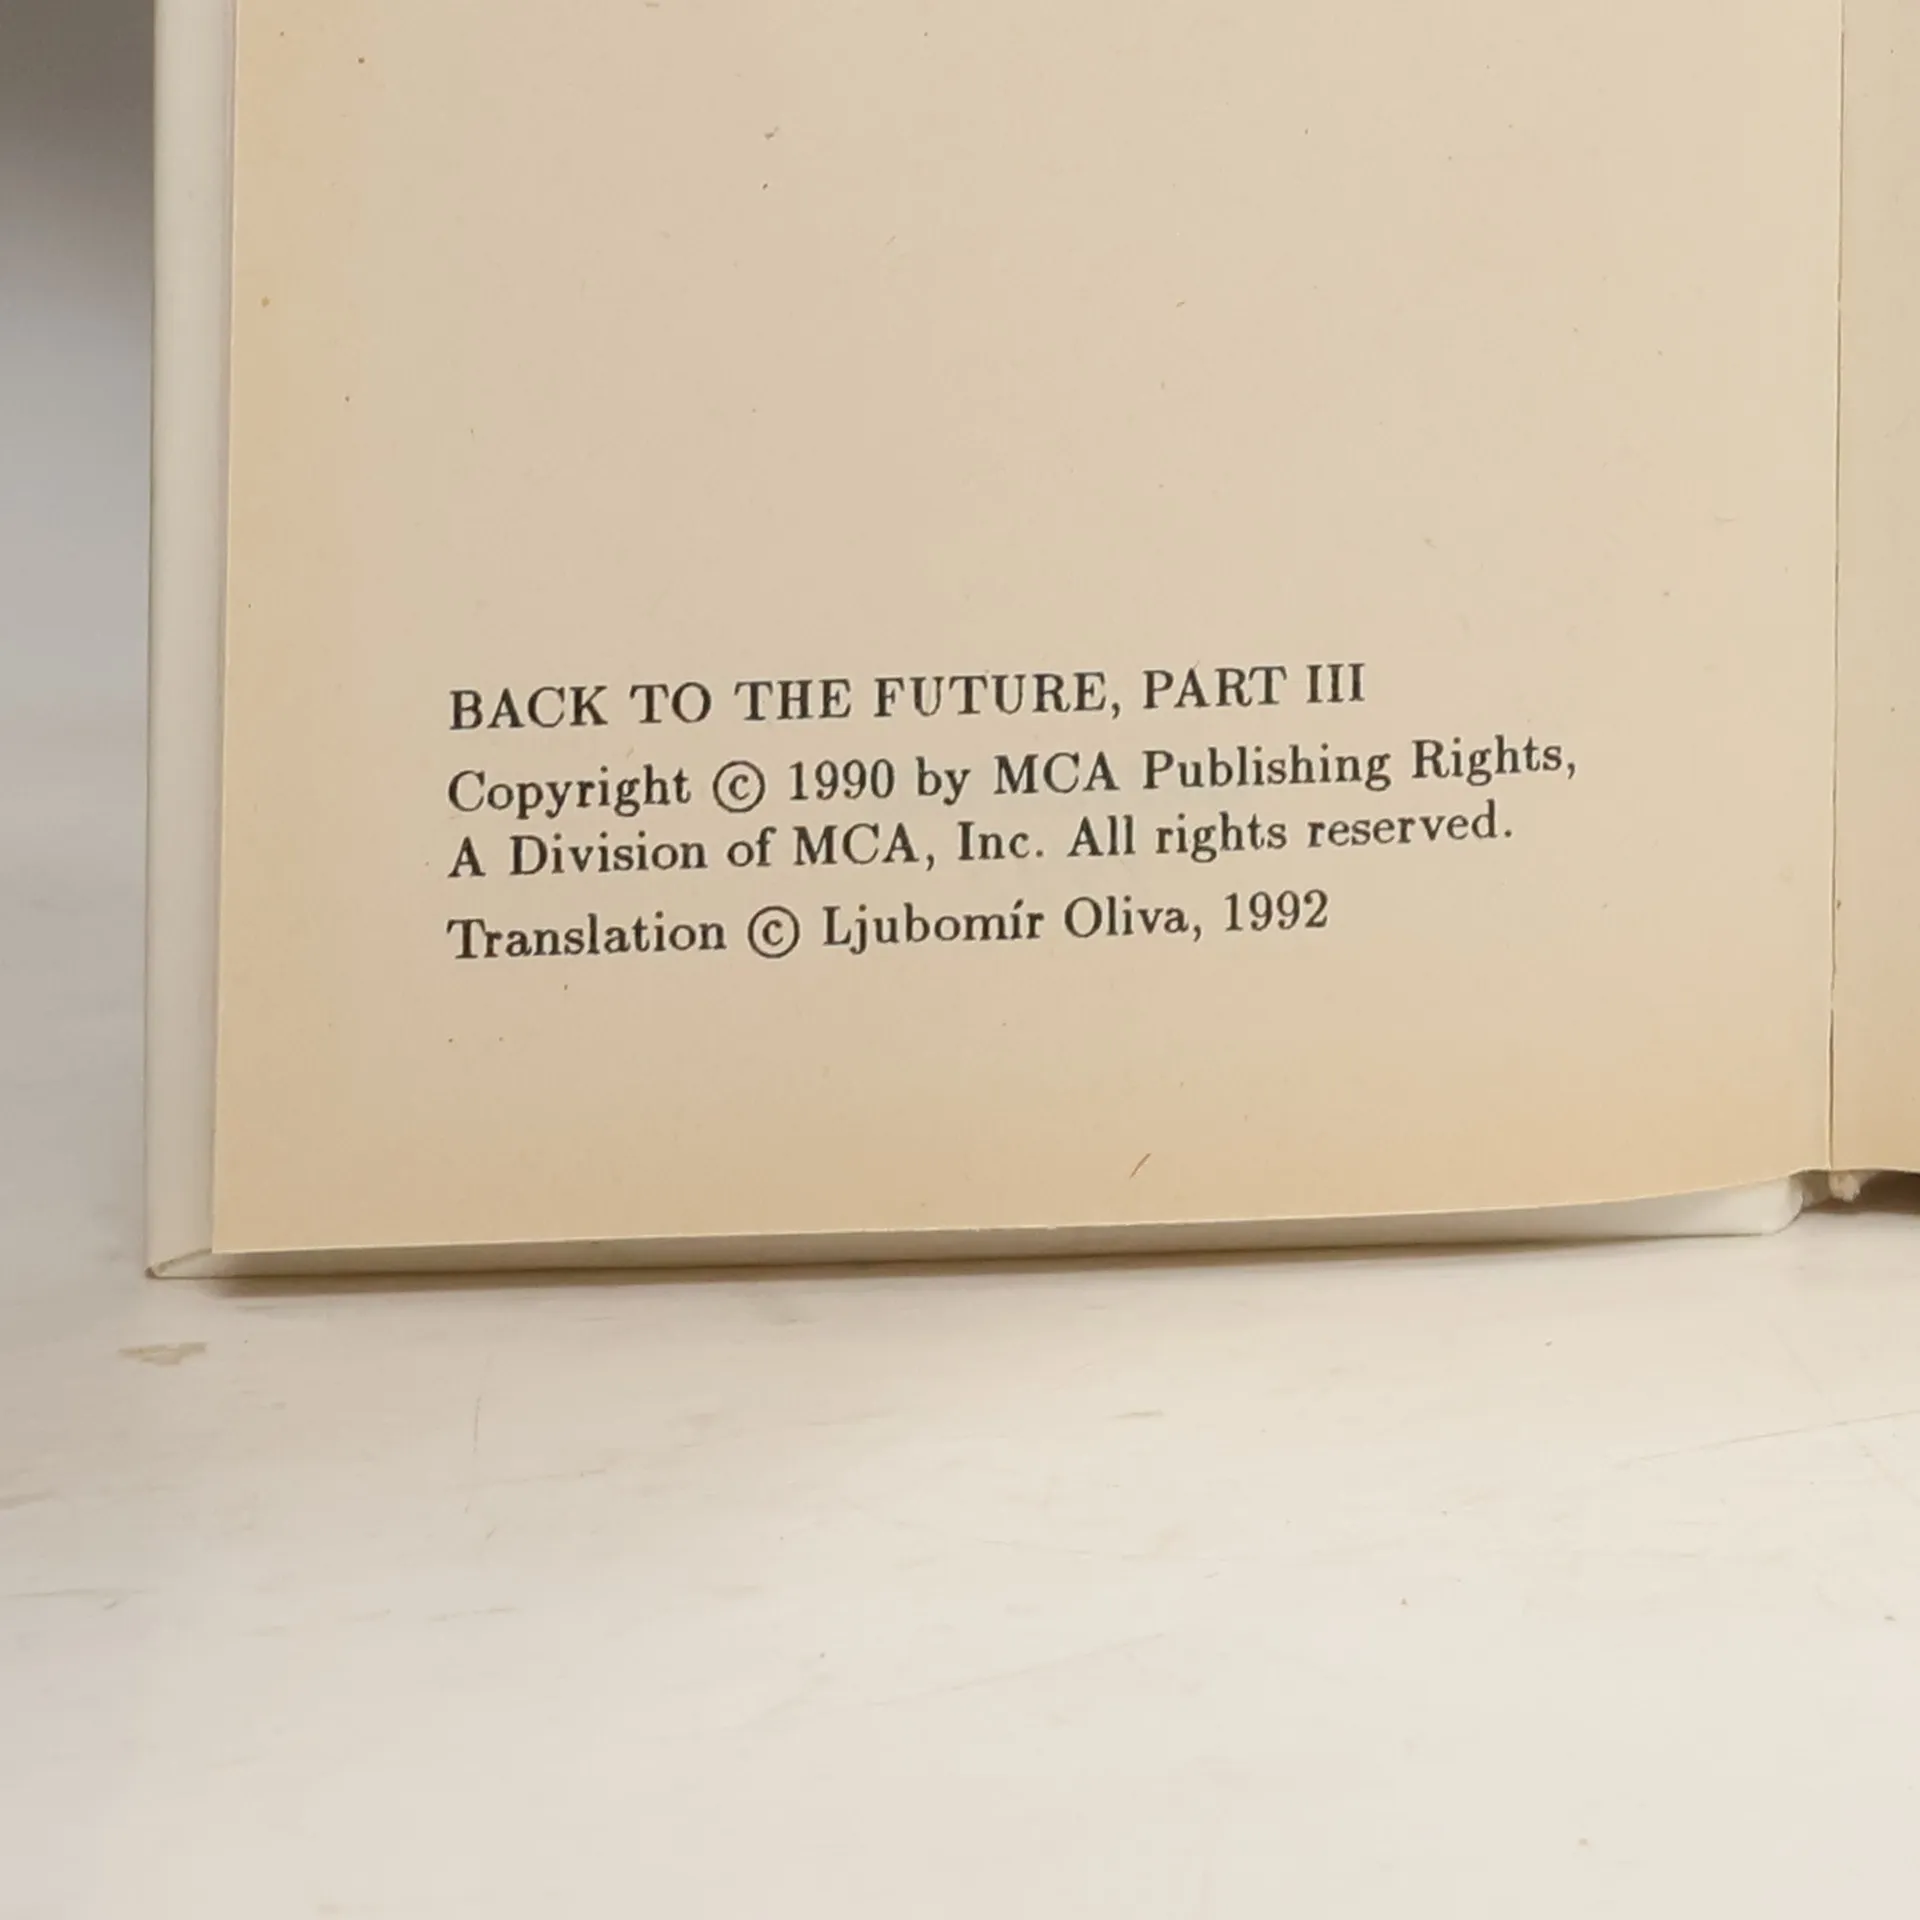 BACK TO THE FUTURE, PART III
Copyright © 1990 by MCA Publishing Rights,
A Division of MCA, Inc. All rights reserved.
Translation © Ljubomír Oliva, 1992